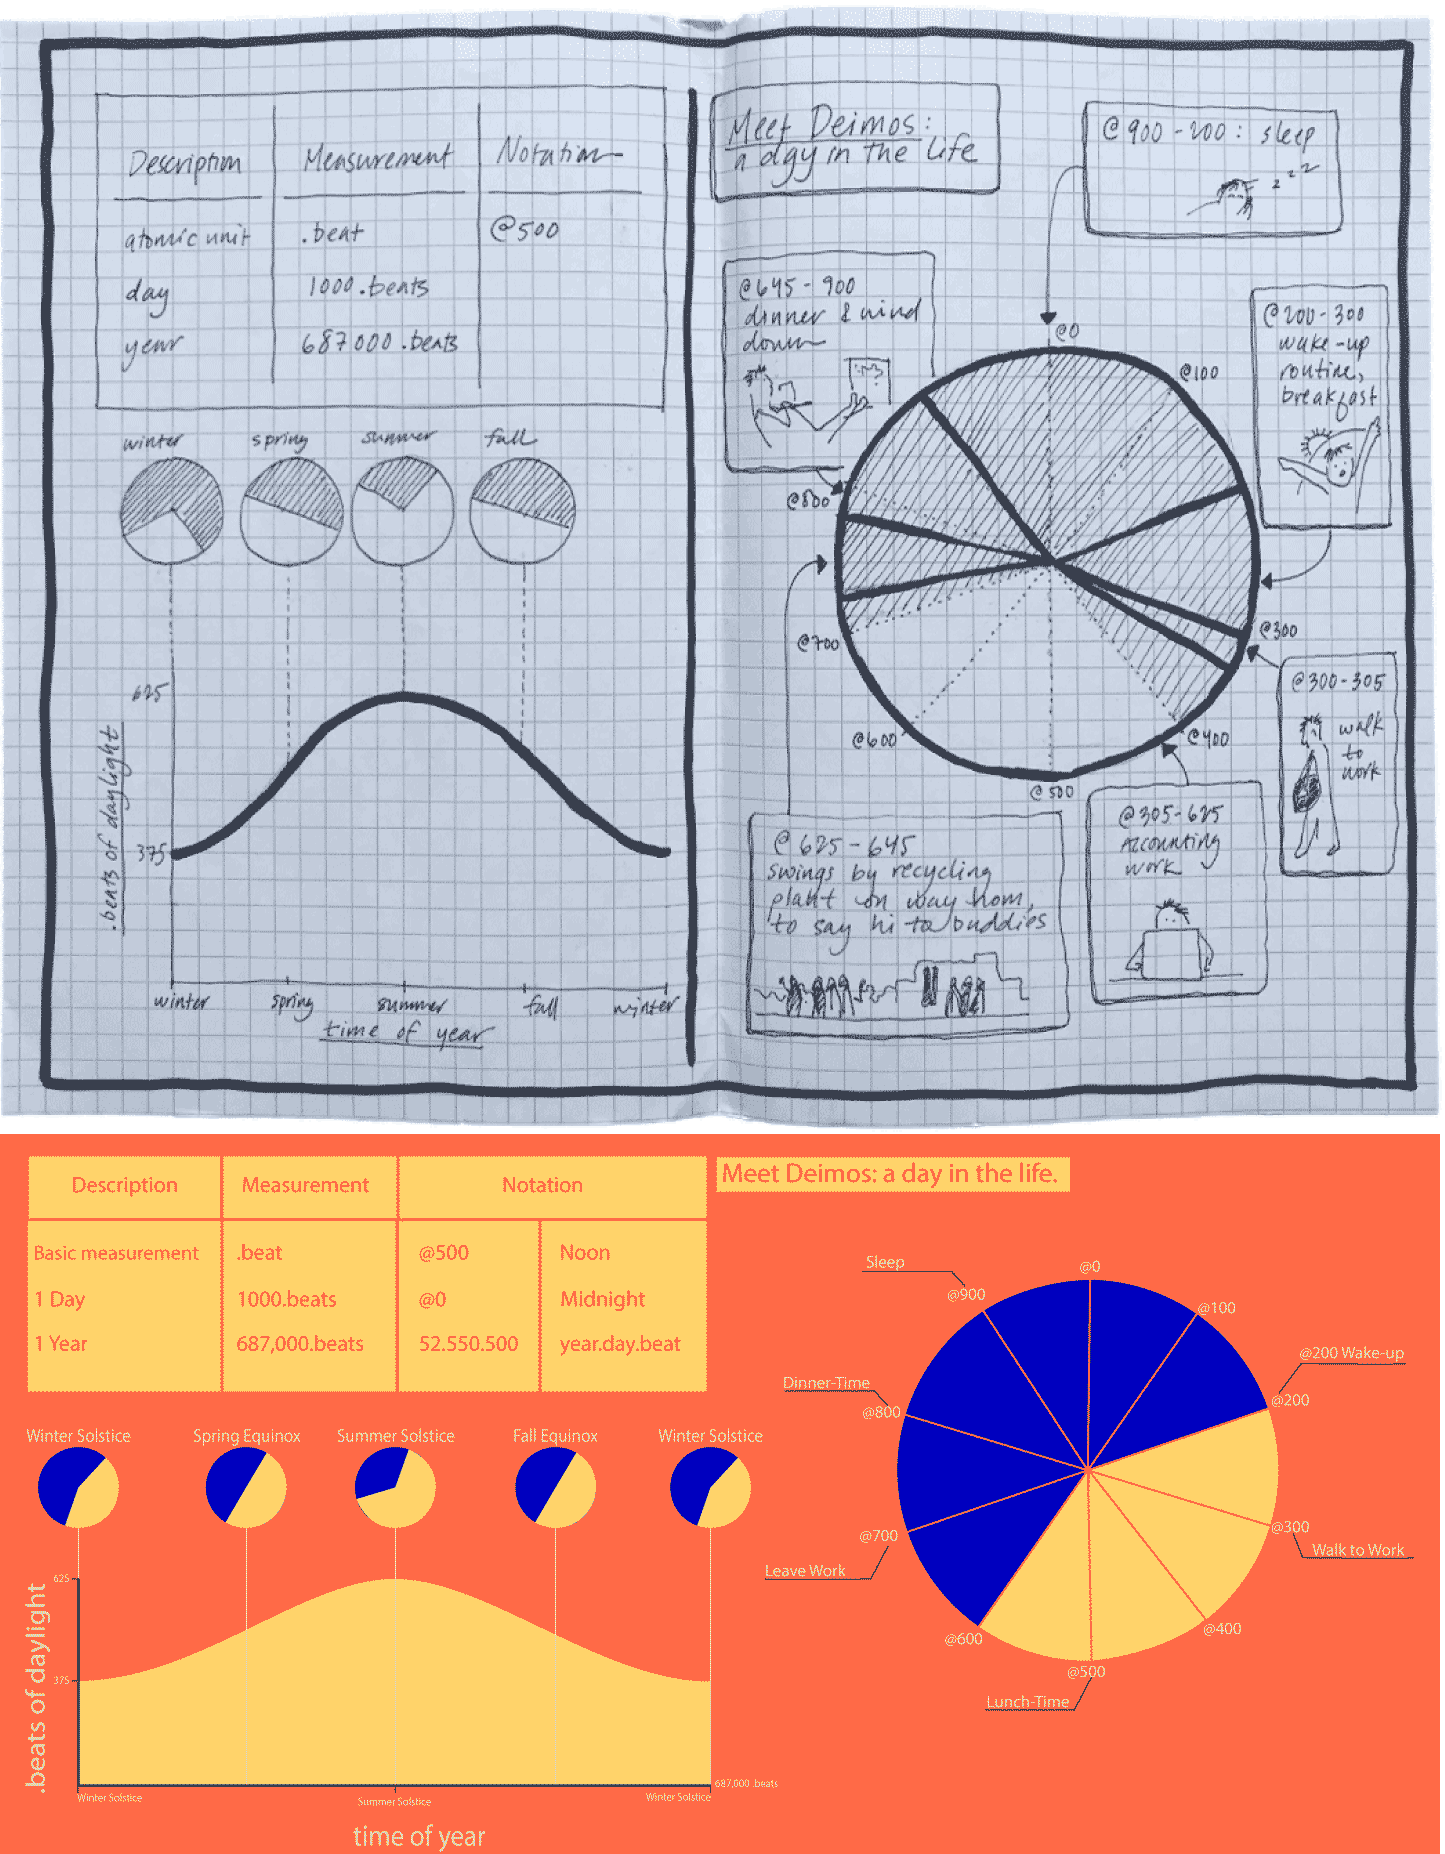 Description Measurement Notation
atomic unit .beat @500
day 1000.beats
year 687000.beats
winter spring summer fall
625
375
.beats of daylight
winter spring summer fall winter
time of year
Meet Deimos:
a day in the life
@900-200: sleep
zzz
@645-900
dinner & wind
down
@200-300
wake-up
routine,
breakfast
@0
@100
@300
@400
@500
@600
@700
@800
@300-305
walk
to
work
@305-625
accounting
work
@625-645
swings by recycling
plant on way hom,
to say hi to buddies
Description Measurement Notation
Basic measurement .beat @500 Noon
1 Day 1000.beats @0 Midnight
1 Year 687,000.beats 52.550.500 year.day.beat
Winter Solstice Spring Equinox Summer Solstice Fall Equinox Winter Solstice
625
375
.beats of daylight
687,000 .beats
Winter Solstice Summer Solstice Winter Solstice
time of year
Meet Deimos: a day in the life.
Sleep
@900
@0
@100
@200 Wake-up
@200
Dinner-Time
@800
@300
Walk to Work
@700
Leave Work
@400
@600
@500
Lunch-Time